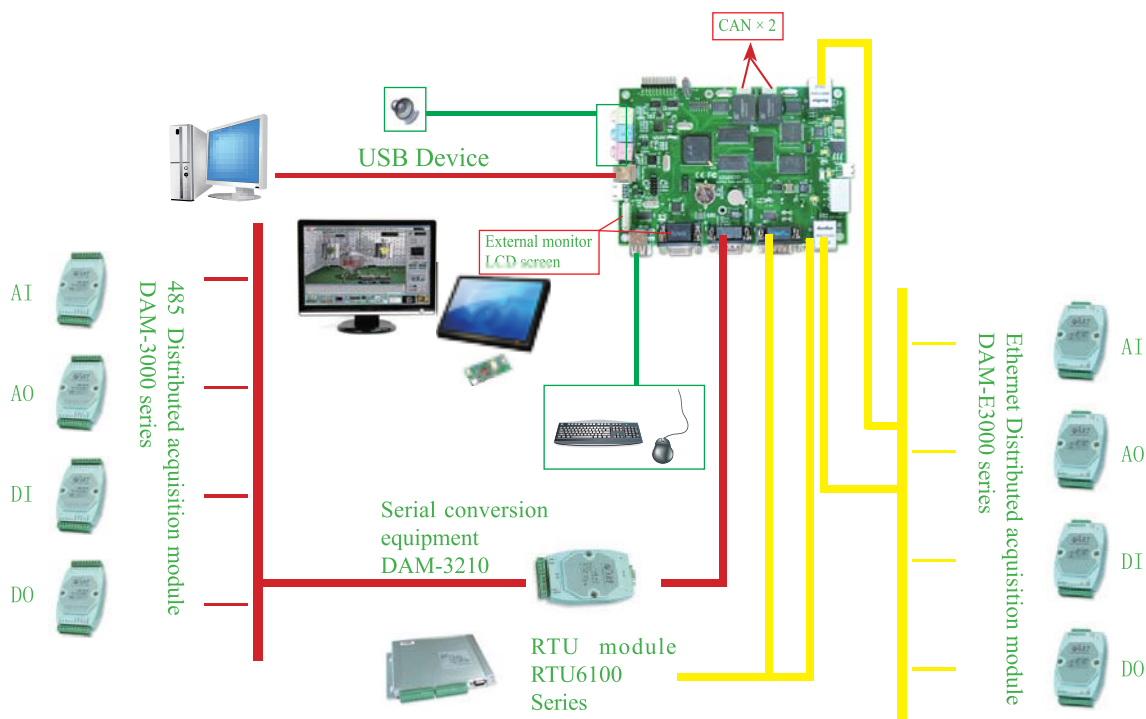 CAN × 2
USB Device
External monitor
LCD screen
AI
AO
DI
DO
485 Distributed acquisition module
DAM-3000 series
Serial conversion
equipment
DAM-3210
RTU module
RTU6100
Series
Ethernet Distributed acquisition module
DAM-E3000 series
AI
AO
DI
DO